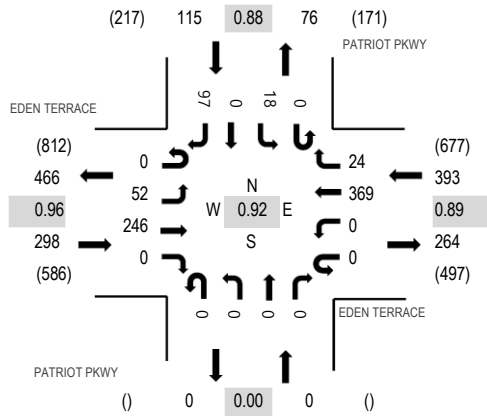 (217) 115 0.88 76 (171)
PATRIOT PKWY
97 0 18 0
EDEN TERRACE
(812) (677)
0 24
466 393
52 N 369
0.96 W 0.92 E 0.89
246 S 0
298 264
0 0
(586) (497)
0 0 0 0
EDEN TERRACE
PATRIOT PKWY
() 0 0.00 0 ()